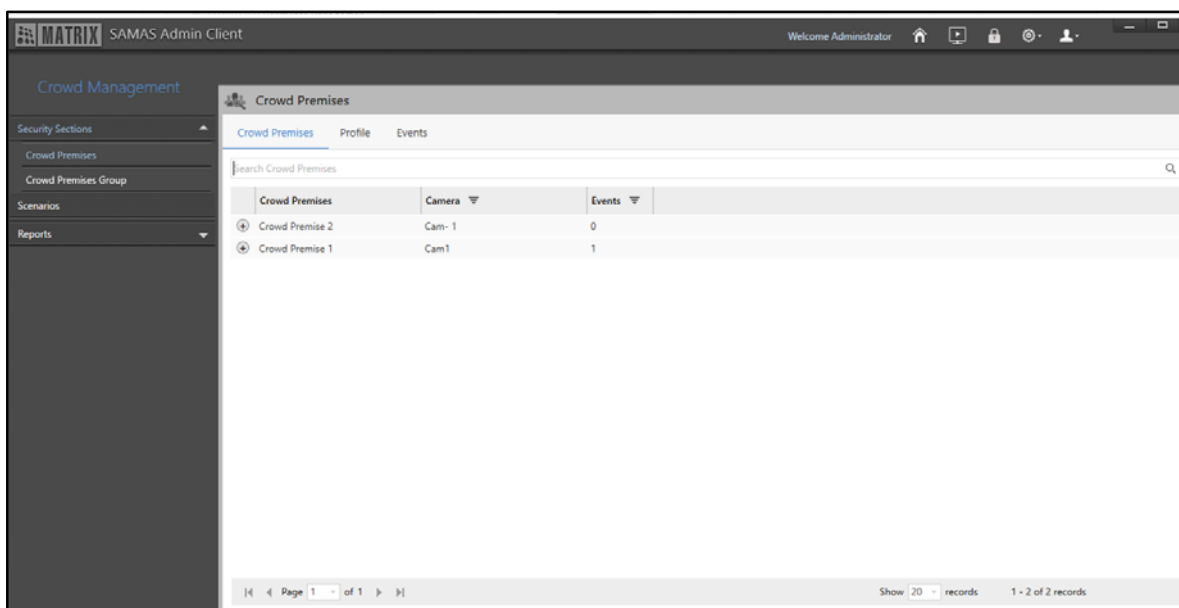 MATRIX SAMAS Admin Client
Welcome Administrator
Crowd Management
Security Sections
Crowd Premises
Crowd Premises Group
Scenarios
Reports
Crowd Premises
Crowd Premises Profile Events
Search Crowd Premises
Crowd Premises Camera Events
Crowd Premise 2 Cam- 1 0
Crowd Premise 1 Cam1 1
Page 1 of 1 Show 20 records 1 - 2 of 2 records